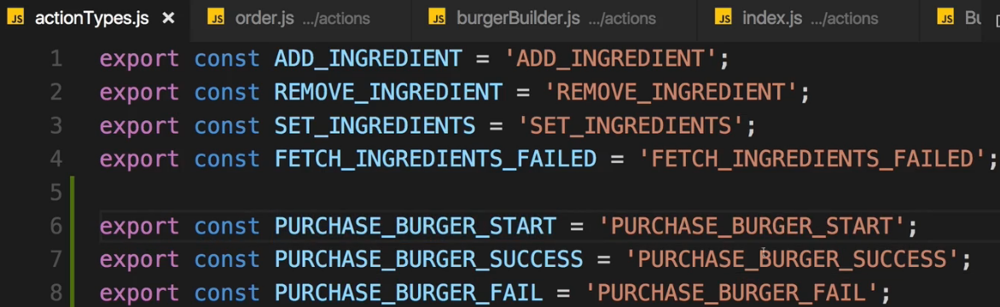 JS actionTypes.js × JS order.js .../actions JS burgerBuilder.js .../actions JS index.js .../actions JS
1 export const ADD_INGREDIENT = 'ADD_INGREDIENT';
2 export const REMOVE_INGREDIENT = 'REMOVE_INGREDIENT';
3 export const SET_INGREDIENTS = 'SET_INGREDIENTS';
4 export const FETCH_INGREDIENTS_FAILED = 'FETCH_INGREDIENTS_FAILED';
5
6 export const PURCHASE_BURGER_START = 'PURCHASE_BURGER_START';
7 export const PURCHASE_BURGER_SUCCESS = 'PURCHASE_BURGER_SUCCESS';
8 export const PURCHASE_BURGER_FAIL = 'PURCHASE_BURGER_FAIL';